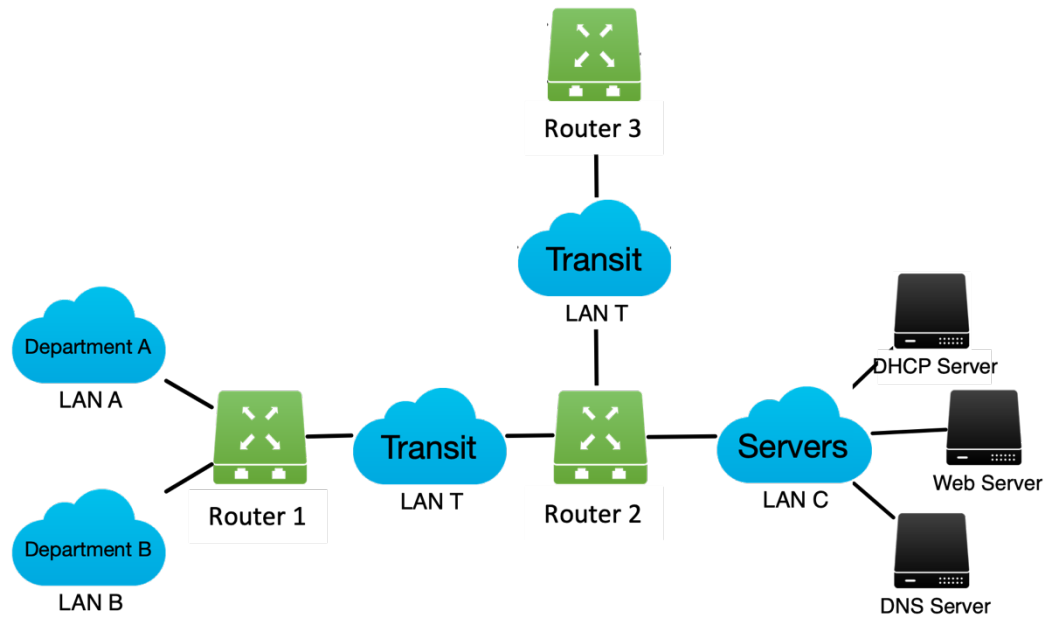 Router 3
Transit
LAN T
Department A
LAN A
DHCP Server
Transit
LAN T
Servers
LAN C
Web Server
Router 1
Router 2
Department B
LAN B
DNS Server